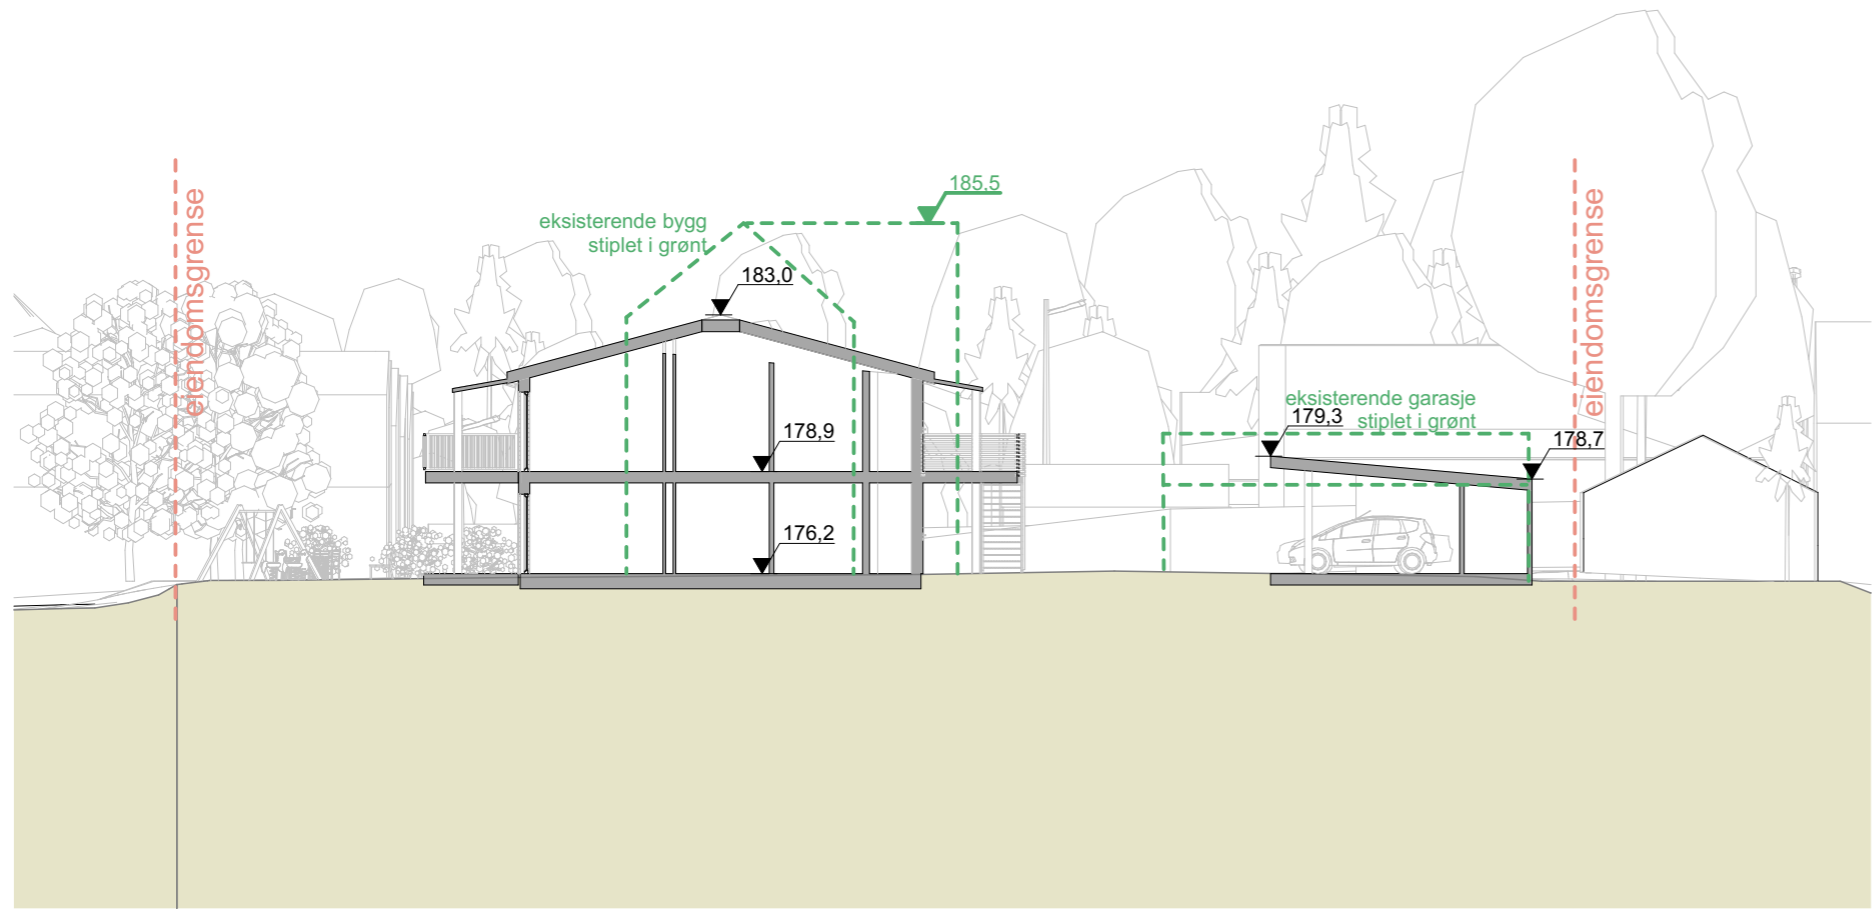 eiendomsgrense
185,5
eksisterende bygg
stiplet i grønt
183,0
178,9
176,2
eksisterende garasje
179,3
stiplet i grønt
178,7
eiendomsgrense